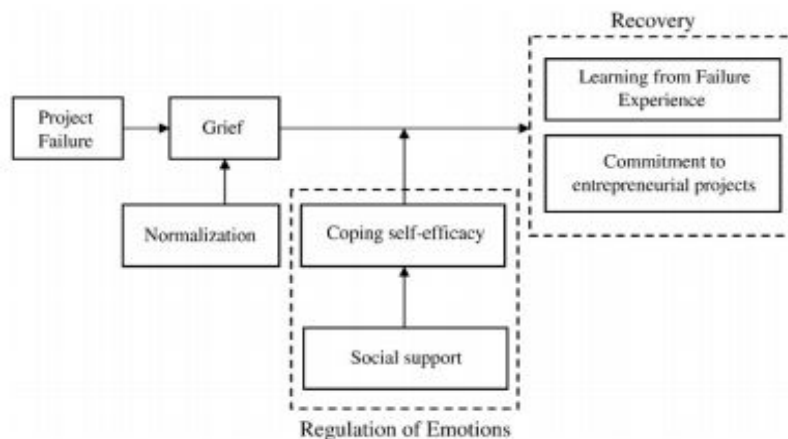 Recovery
Learning from Failure
Experience
Project
Failure
Grief
Commitment to
entrepreneurial projects
Normalization
Coping self-efficacy
Social support
Regulation of Emotions